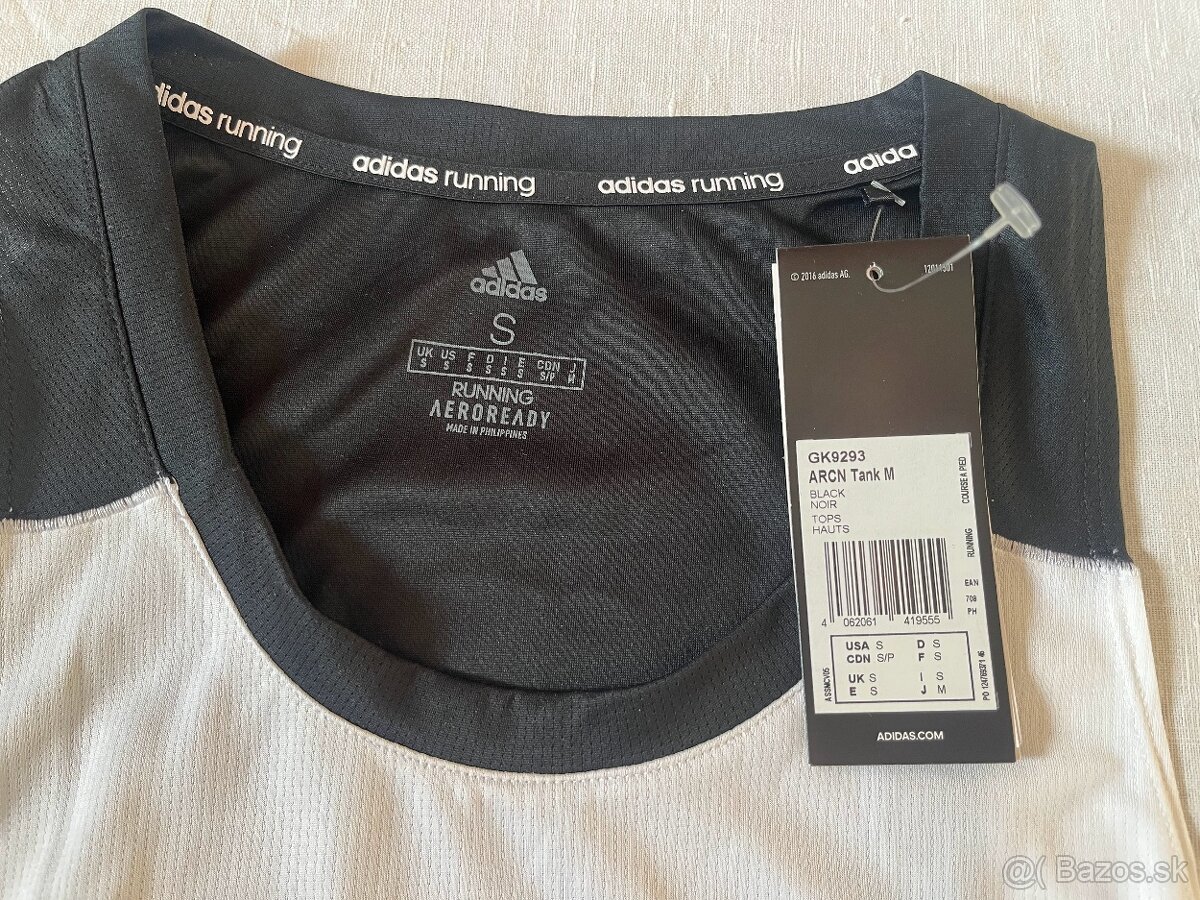 adidas running
adidas running
adidas running
adida
adidas
S
UK US F D I E CDN J
S S S S S S S/P M
RUNNING
AEROREADY
MADE IN PHILIPPINES
© 2016 adidas AG.
GK9293
ARCN Tank M
BLACK
NOIR
TOPS
HAUTS
COURSE A PIED
RUNNING
EAN
708
PH
4 062061 419555
USA S D S
CDN S/P F S
UK S I S
E S J M
ASSMCV05
ADIDAS.COM
@( Bazos.sk